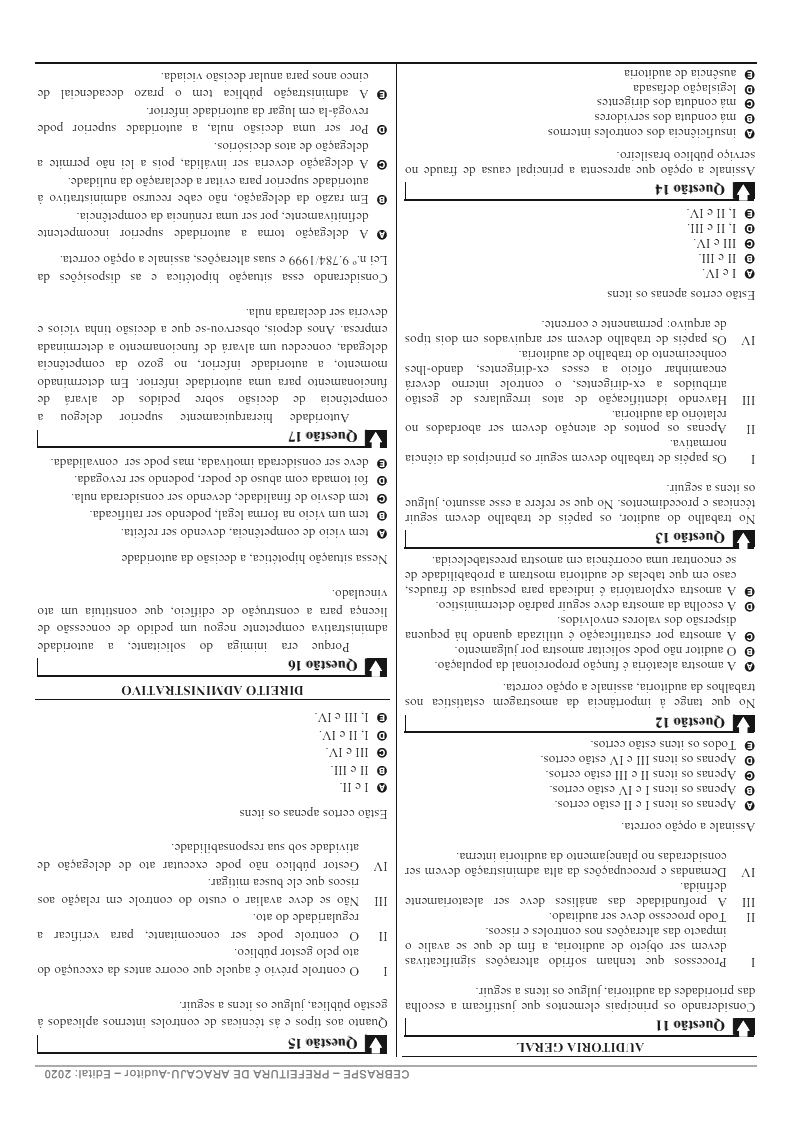 CEBRASPE – PREFEITURA DE ARACAJU-Auditor – Edital: 2020
AUDITORIA GERAL
Questão 11
Considerando os principais elementos que justificam a escolha
das prioridades da auditoria, julgue os itens a seguir.
I Processos que tenham sofrido alterações significativas
devem ser objeto de auditoria, a fim de que se avalie o
impacto das alterações nos controles e riscos.
II Todo processo deve ser auditado.
III A profundidade das análises deve ser aleatoriamente
definida.
IV Demandas e preocupações da alta administração devem ser
consideradas no planejamento da auditoria interna.
Assinale a opção correta.
A Apenas os itens I e II estão certos.
B Apenas os itens I e IV estão certos.
C Apenas os itens II e III estão certos.
D Apenas os itens III e IV estão certos.
E Todos os itens estão certos.
Questão 12
No que tange à importância da amostragem estatística nos
trabalhos da auditoria, assinale a opção correta.
A A amostra aleatória é função proporcional da população.
B O auditor não pode solicitar amostra por julgamento.
C A amostra por estratificação é utilizada quando há pequena
dispersão dos valores envolvidos.
D A escolha da amostra deve seguir padrão determinístico.
E A amostra exploratória é indicada para pesquisa de fraudes,
caso em que tabelas de auditoria mostram a probabilidade de
se encontrar uma ocorrência em amostra preestabelecida.
Questão 13
No trabalho do auditor, os papéis de trabalho devem seguir
técnicas e procedimentos. No que se refere a esse assunto, julgue
os itens a seguir.
I Os papéis de trabalho devem seguir os princípios da ciência
normativa.
II Apenas os pontos de atenção devem ser abordados no
relatório da auditoria.
III Havendo identificação de atos irregulares de gestão
atribuídos a ex-dirigentes, o controle interno deverá
encaminhar ofício a esses ex-dirigentes, dando-lhes
conhecimento do trabalho de auditoria.
IV Os papéis de trabalho devem ser arquivados em dois tipos
de arquivo: permanente e corrente.
Estão certos apenas os itens
A I e IV.
B II e III.
C III e IV.
D I, II e III.
E I, II e IV.
Questão 14
Assinale a opção que apresenta a principal causa de fraude no
serviço público brasileiro.
A insuficiência dos controles internos
B má conduta dos servidores
C má conduta dos dirigentes
D legislação defasada
E ausência de auditoria
Questão 15
Quanto aos tipos e às técnicas de controles internos aplicados à
gestão pública, julgue os itens a seguir.
I O controle prévio é aquele que ocorre antes da execução do
ato pelo gestor público.
II O controle pode ser concomitante, para verificar a
regularidade do ato.
III Não se deve avaliar o custo do controle em relação aos
riscos que ele busca mitigar.
IV Gestor público não pode executar ato de delegação de
atividade sob sua responsabilidade.
Estão certos apenas os itens
A I e II.
B II e III.
C III e IV.
D I, II e IV.
E I, III e IV.
DIREITO ADMINISTRATIVO
Questão 16
Porque era inimiga do solicitante, a autoridade
administrativa competente negou um pedido de concessão de
licença para a construção de edifício, que constituía um ato
vinculado.
Nessa situação hipotética, a decisão da autoridade
A tem vício de competência, devendo ser refeita.
B tem um vício na forma legal, podendo ser ratificada.
C tem desvio de finalidade, devendo ser considerada nula.
D foi tomada com abuso de poder, podendo ser revogada.
E deve ser considerada imotivada, mas pode ser convalidada.
Questão 17
Autoridade hierarquicamente superior delegou a
competência de decisão sobre pedidos de alvará de
funcionamento para uma autoridade inferior. Em determinado
momento, a autoridade inferior, no gozo da competência
delegada, concedeu um alvará de funcionamento a determinada
empresa. Anos depois, observou-se que a decisão tinha vícios e
deveria ser declarada nula.
Considerando essa situação hipotética e as disposições da
Lei n.º 9.784/1999 e suas alterações, assinale a opção correta.
A A delegação torna a autoridade superior incompetente
definitivamente, por ser uma renúncia da competência.
B Em razão da delegação, não cabe recurso administrativo à
autoridade superior para evitar a declaração da nulidade.
C A delegação deveria ser inválida, pois a lei não permite a
delegação de atos decisórios.
D Por ser uma decisão nula, a autoridade superior pode
revogá-la em lugar da autoridade inferior.
E A administração pública tem o prazo decadencial de
cinco anos para anular decisão viciada.